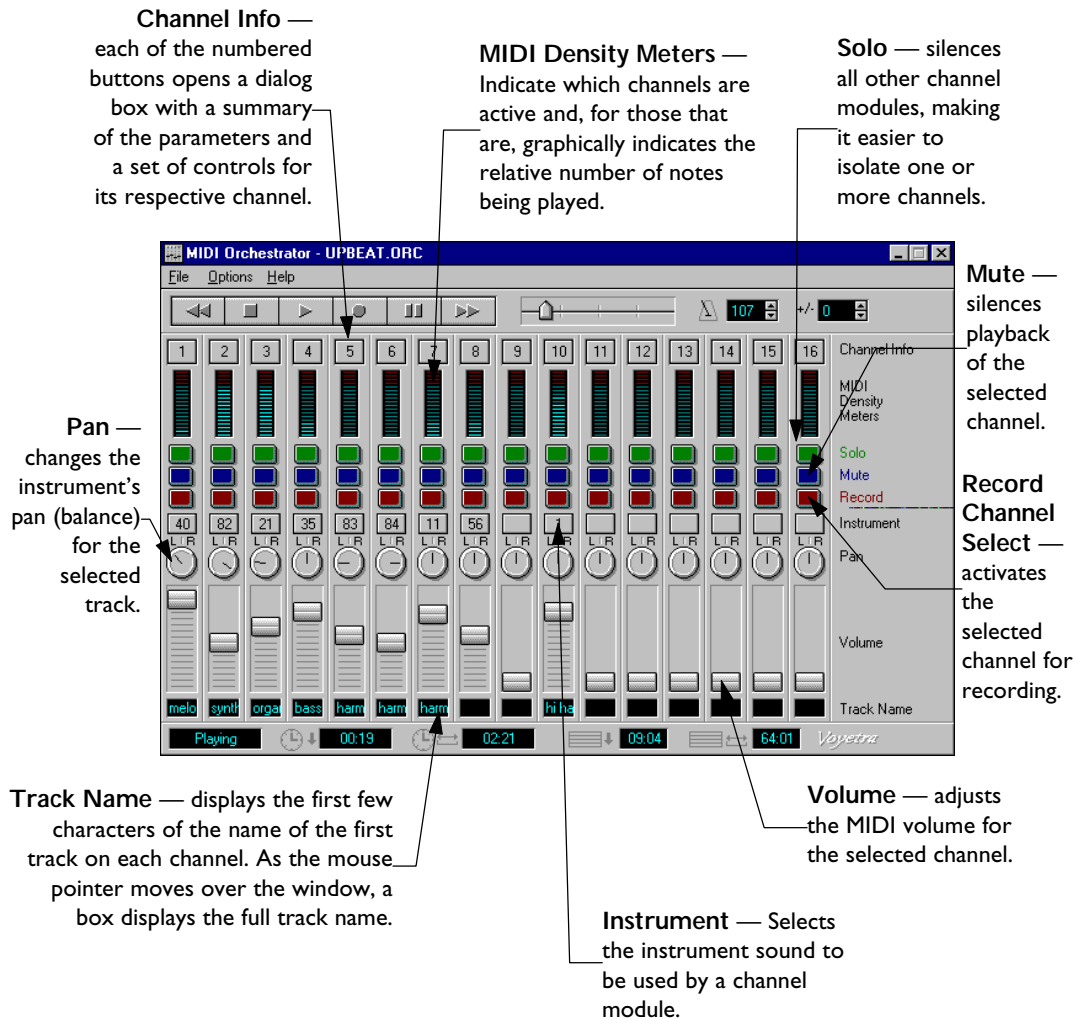 Channel Info —
each of the numbered
buttons opens a dialog
box with a summary
of the parameters and
a set of controls for
its respective channel.
MIDI Density Meters —
Indicate which channels are
active and, for those that
are, graphically indicates the
relative number of notes
being played.
Solo — silences
all other channel
modules, making
it easier to
isolate one or
more channels.
MIDI Orchestrator - UPBEAT.ORC
File Options Help
107 +/- 0
1 2 3 4 5 6 7 8 9 10 11 12 13 14 15 16 Channel Info
MIDI
Density
Meters
Solo
Mute
Record
40 82 21 35 83 84 11 56 1 Instrument
L R L R L R L R L R L R L R L R L R L R L R L R L R L R L R L R
Pan
Volume
melo synth orga bass harm harm harm hi ha Track Name
Playing 00:19 02:21 09:04 64:01 Voyetra
Mute —
silences
playback
of the
selected
channel.
Pan —
changes the
instrument's
pan (balance)
for the
selected
track.
Record
Channel
Select —
activates
the
selected
channel for
recording.
Track Name — displays the first few
characters of the name of the first
track on each channel. As the mouse
pointer moves over the window, a
box displays the full track name.
Volume — adjusts
the MIDI volume for
the selected channel.
Instrument — Selects
the instrument sound to
be used by a channel
module.